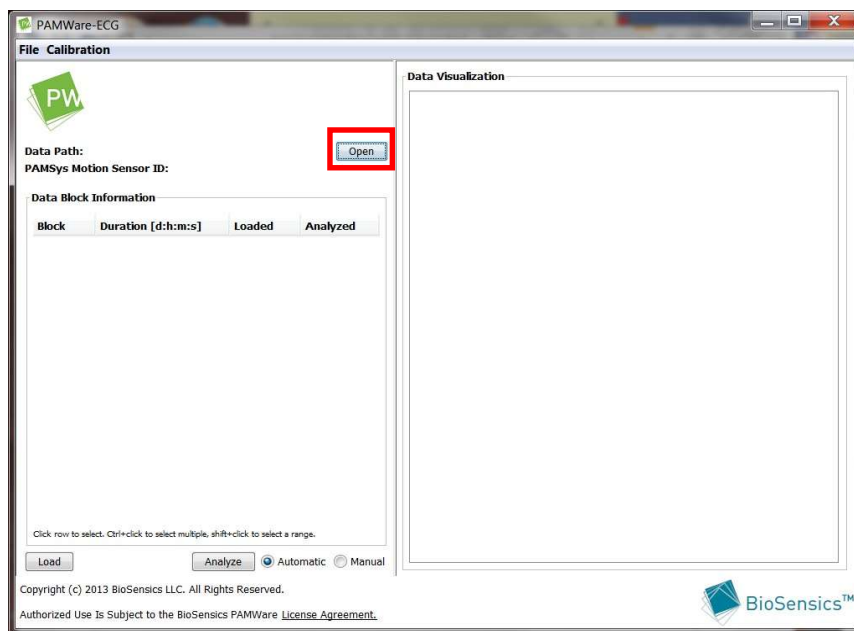 PAMWare-ECG
File Calibration
PW
Data Path:
Open
PAMSys Motion Sensor ID:
Data Block Information
Block Duration [d:h:m:s] Loaded Analyzed
Click row to select. Ctrl+click to select multiple, shift+click to select a range.
Load Analyze Automatic Manual
Data Visualization
Copyright (c) 2013 BioSensics LLC. All Rights Reserved.
Authorized Use Is Subject to the BioSensics PAMWare License Agreement.
BioSensics™